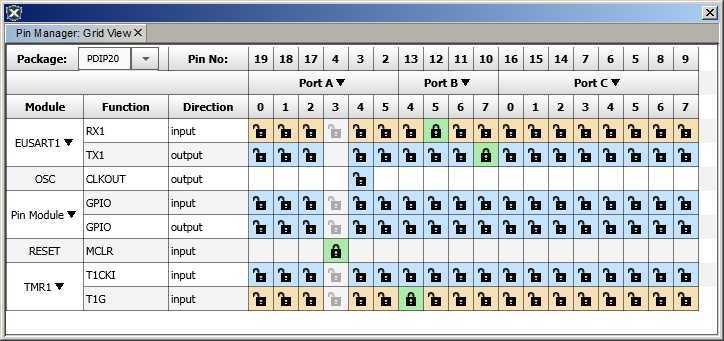 Pin Manager: Grid View
Package: PDIP20 Pin No: 19 18 17 4 3 2 13 12 11 10 16 15 14 7 6 5 8 9
Port A ▼ Port B ▼ Port C ▼
Module Function Direction 0 1 2 3 4 5 4 5 6 7 0 1 2 3 4 5 6 7
EUSART1 ▼ RX1 input
TX1 output
OSC CLKOUT output
Pin Module ▼ GPIO input
GPIO output
RESET MCLR input
TMR1 ▼ T1CKI input
T1G input